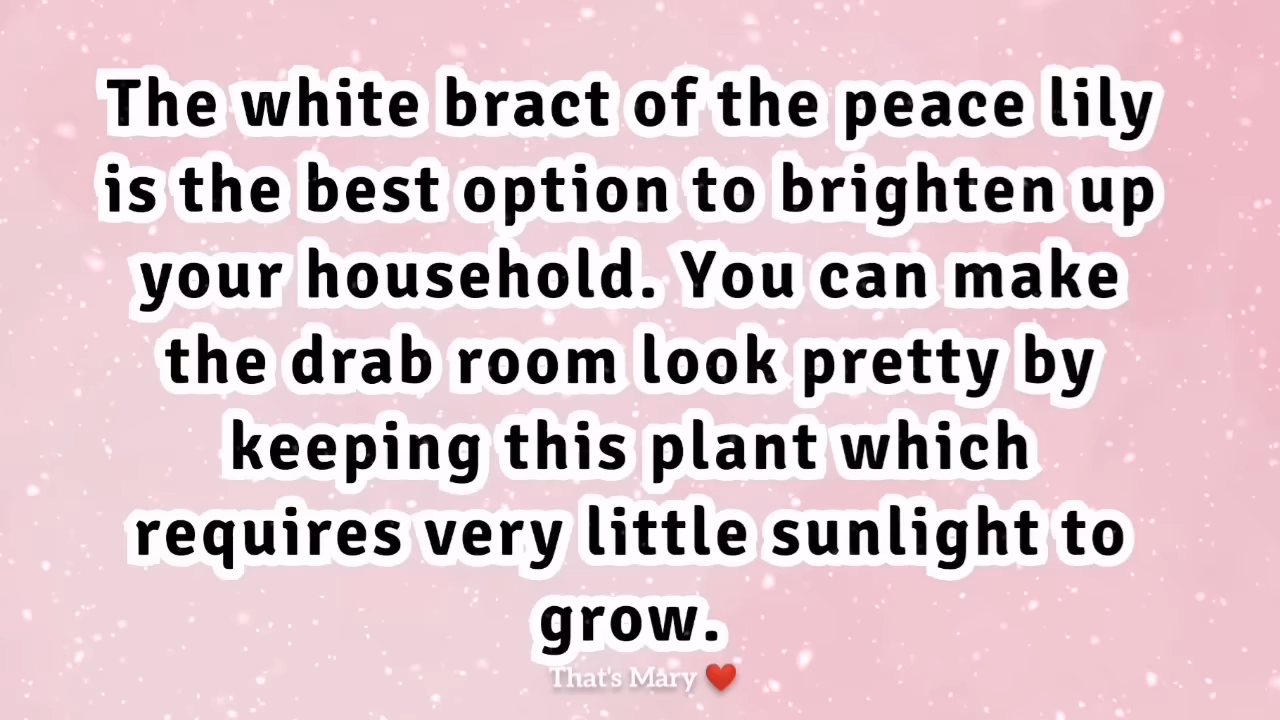 The white bract of the peace lily
is the best option to brighten up
your household. You can make
the drab room look pretty by
keeping this plant which
requires very little sunlight to
grow.
That's Mary ❤️